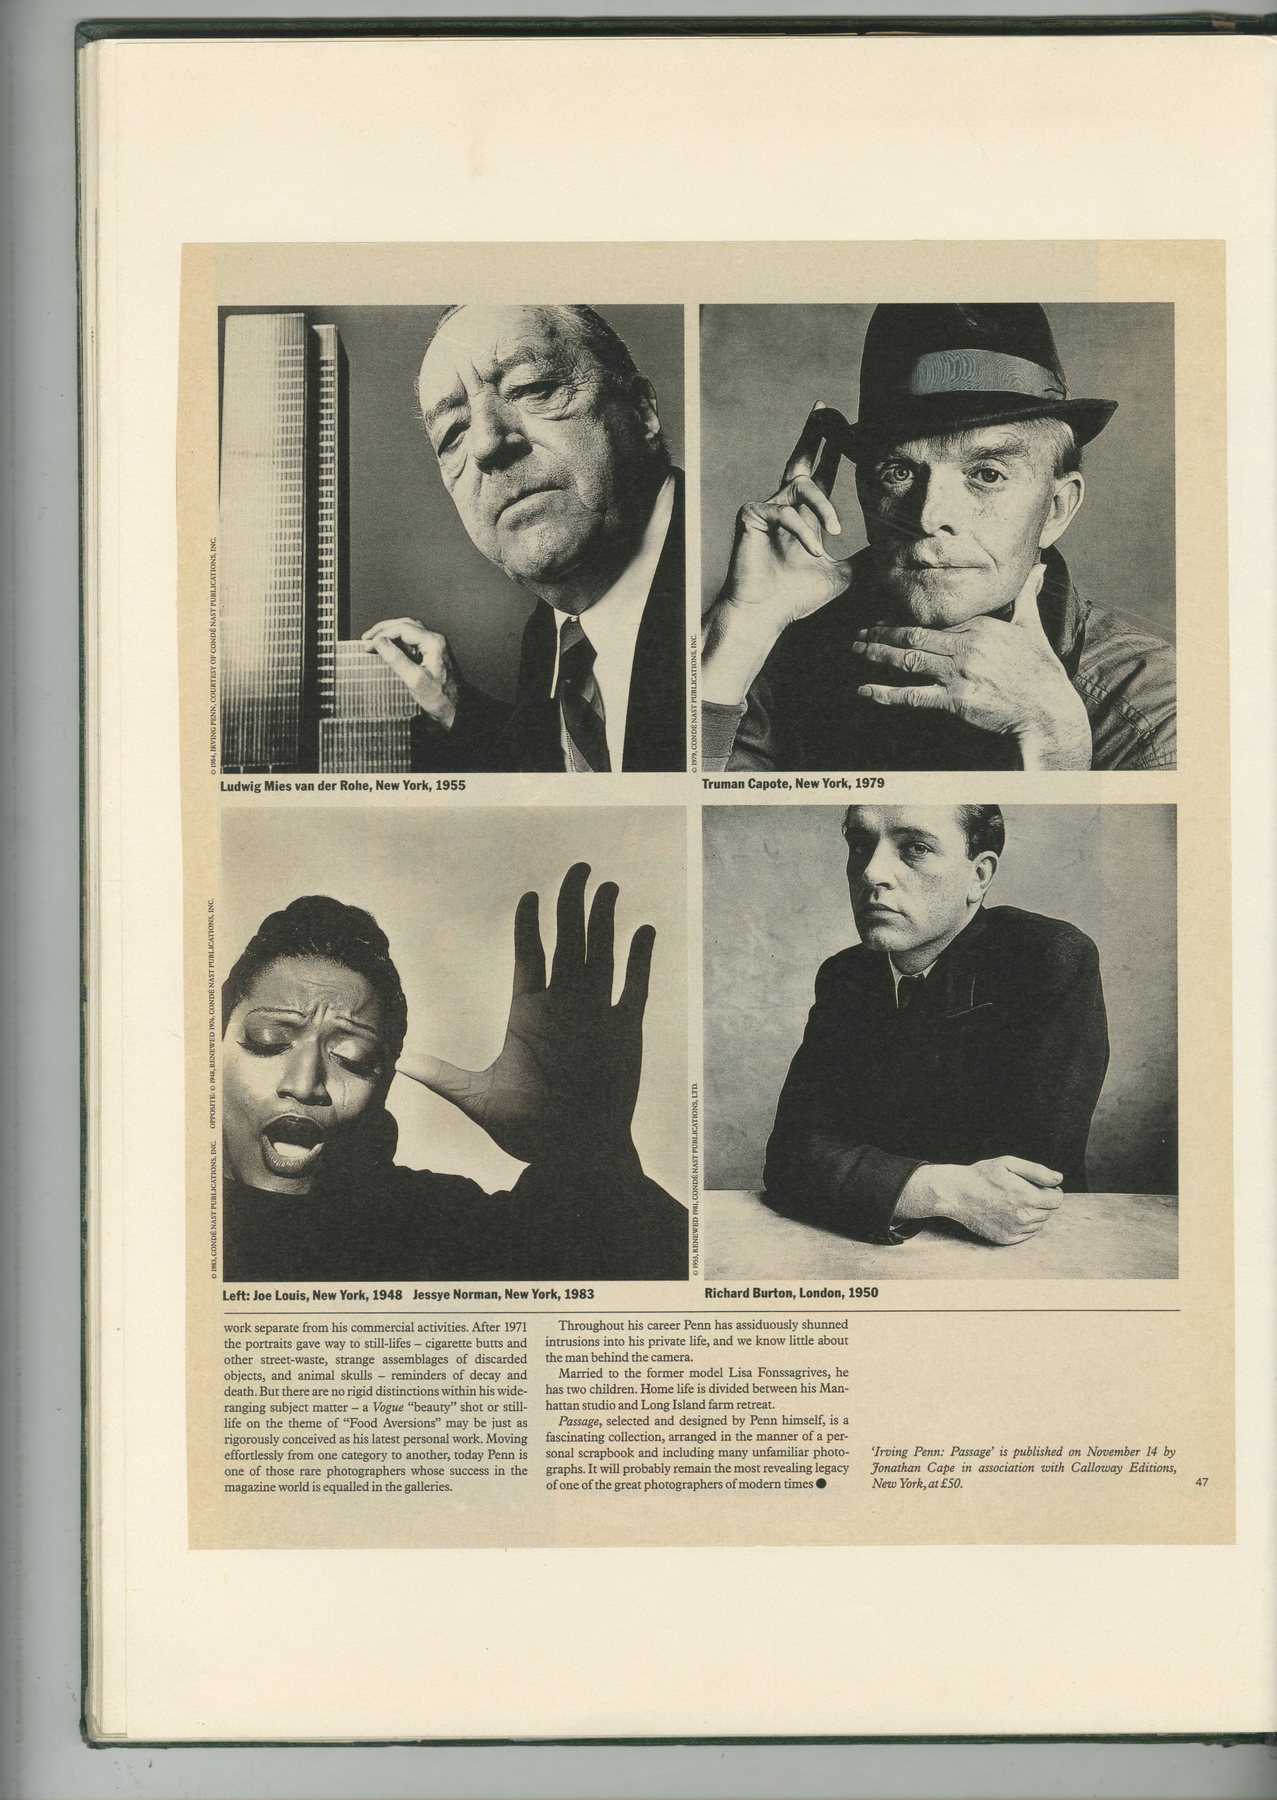 © 1984, IRVING PENN, COURTESY OF CONDÉ NAST PUBLICATIONS, INC.
Ludwig Mies van der Rohe, New York, 1955
© 1979, CONDÉ NAST PUBLICATIONS, INC.
Truman Capote, New York, 1979
© 1983, CONDÉ NAST PUBLICATIONS, INC. OPPOSITE: © 1948, RENEWED 1976, CONDÉ NAST PUBLICATIONS, INC.
Left: Joe Louis, New York, 1948 Jessye Norman, New York, 1983
© 1953, RENEWED 1981, CONDÉ NAST PUBLICATIONS, LTD.
Richard Burton, London, 1950
work separate from his commercial activities. After 1971
the portraits gave way to still-lifes – cigarette butts and
other street-waste, strange assemblages of discarded
objects, and animal skulls – reminders of decay and
death. But there are no rigid distinctions within his wide-
ranging subject matter – a Vogue “beauty” shot or still-
life on the theme of “Food Aversions” may be just as
rigorously conceived as his latest personal work. Moving
effortlessly from one category to another, today Penn is
one of those rare photographers whose success in the
magazine world is equalled in the galleries.
Throughout his career Penn has assiduously shunned
intrusions into his private life, and we know little about
the man behind the camera.
Married to the former model Lisa Fonssagrives, he
has two children. Home life is divided between his Man-
hattan studio and Long Island farm retreat.
Passage, selected and designed by Penn himself, is a
fascinating collection, arranged in the manner of a per-
sonal scrapbook and including many unfamiliar photo-
graphs. It will probably remain the most revealing legacy
of one of the great photographers of modern times ●
‘Irving Penn: Passage’ is published on November 14 by
Jonathan Cape in association with Calloway Editions,
New York, at £50.
47